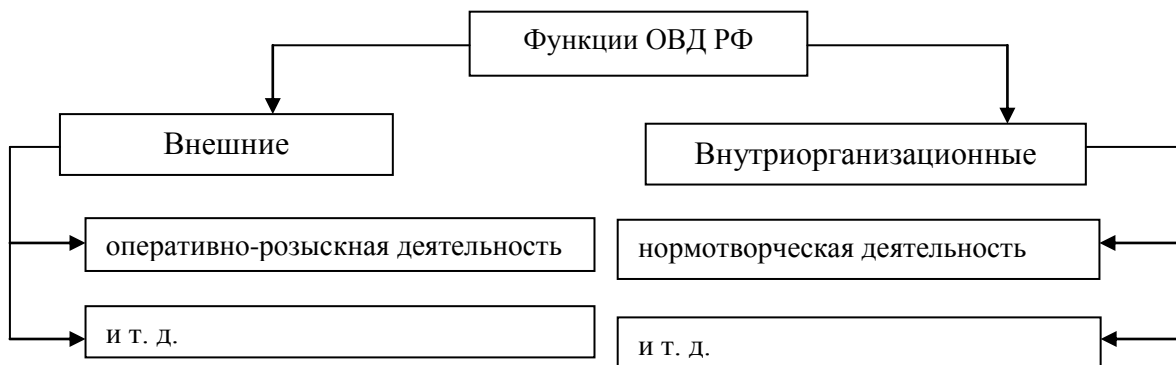 Функции ОВД РФ
Внешние
Внутриорганизационные
оперативно-розыскная деятельность
нормотворческая деятельность
и т. д.
и т. д.